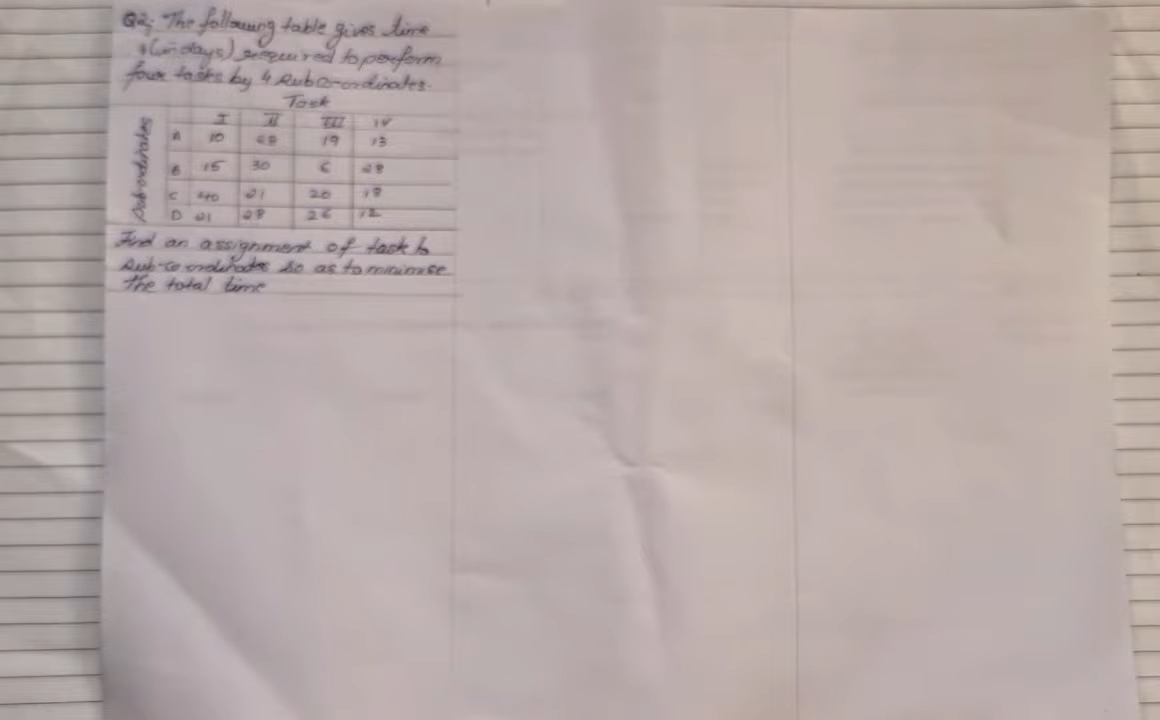 Q2; The following table gives time
(in days) required to perform
four tasks by 4 sub co-ordinates.
Task
I II III IV
Sub-ordinates
A 10 28 19 13
B 15 30 6 28
C 40 21 20 18
D 21 28 26 12
Find an assignment of task to
sub-co ordinates so as to minimise
the total time